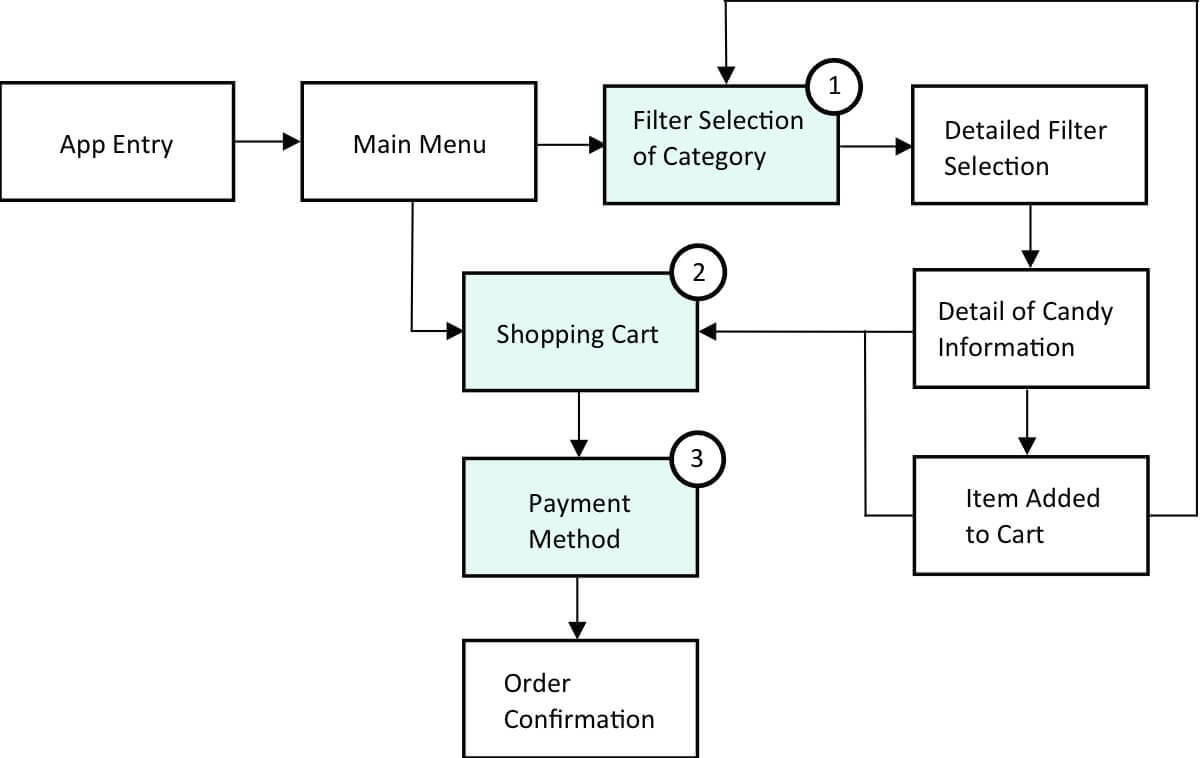 App Entry
Main Menu
1
Filter Selection
of Category
Detailed Filter
Selection
2
Shopping Cart
Detail of Candy
Information
3
Payment
Method
Item Added
to Cart
Order
Confirmation